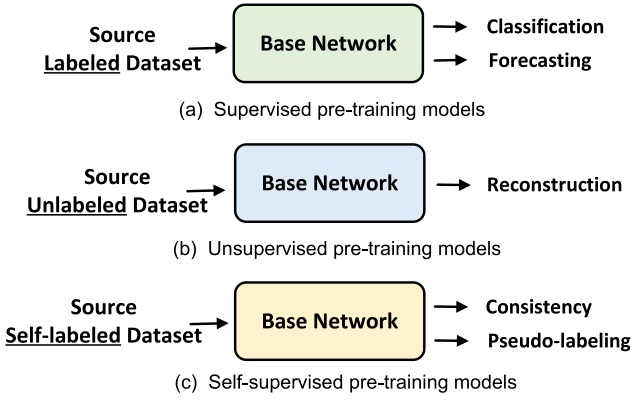 Source
Labeled Dataset
Base Network
Classification
Forecasting
(a) Supervised pre-training models
Source
Unlabeled Dataset
Base Network
Reconstruction
(b) Unsupervised pre-training models
Source
Self-labeled Dataset
Base Network
Consistency
Pseudo-labeling
(c) Self-supervised pre-training models